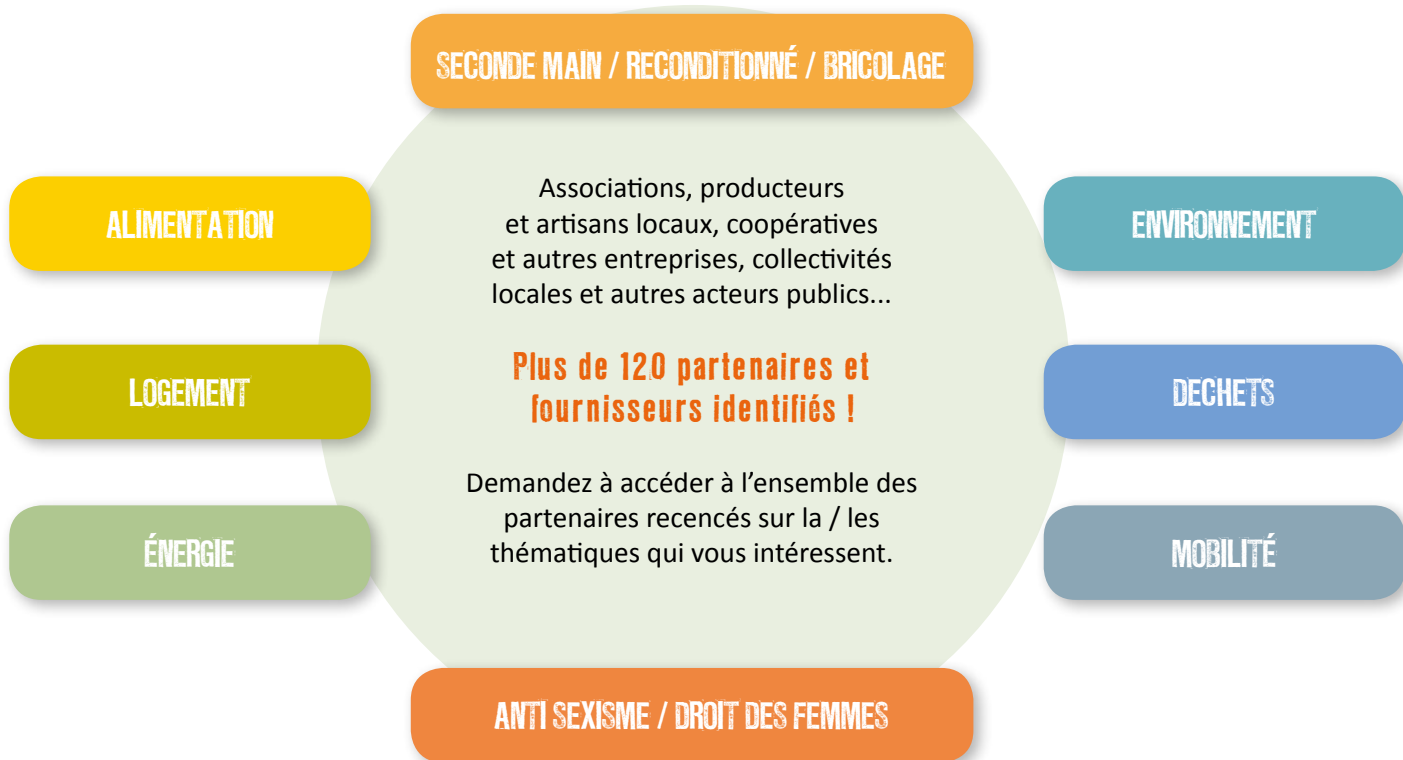 SECONDE MAIN / RECONDITIONNÉ / BRICOLAGE
ALIMENTATION
LOGEMENT
ÉNERGIE
Associations, producteurs
et artisans locaux, coopératives
et autres entreprises, collectivités
locales et autres acteurs publics...
Plus de 120 partenaires et
fournisseurs identifiés !
Demandez à accéder à l’ensemble des
partenaires recencés sur la / les
thématiques qui vous intéressent.
ENVIRONNEMENT
DECHETS
MOBILITÉ
ANTI SEXISME / DROIT DES FEMMES